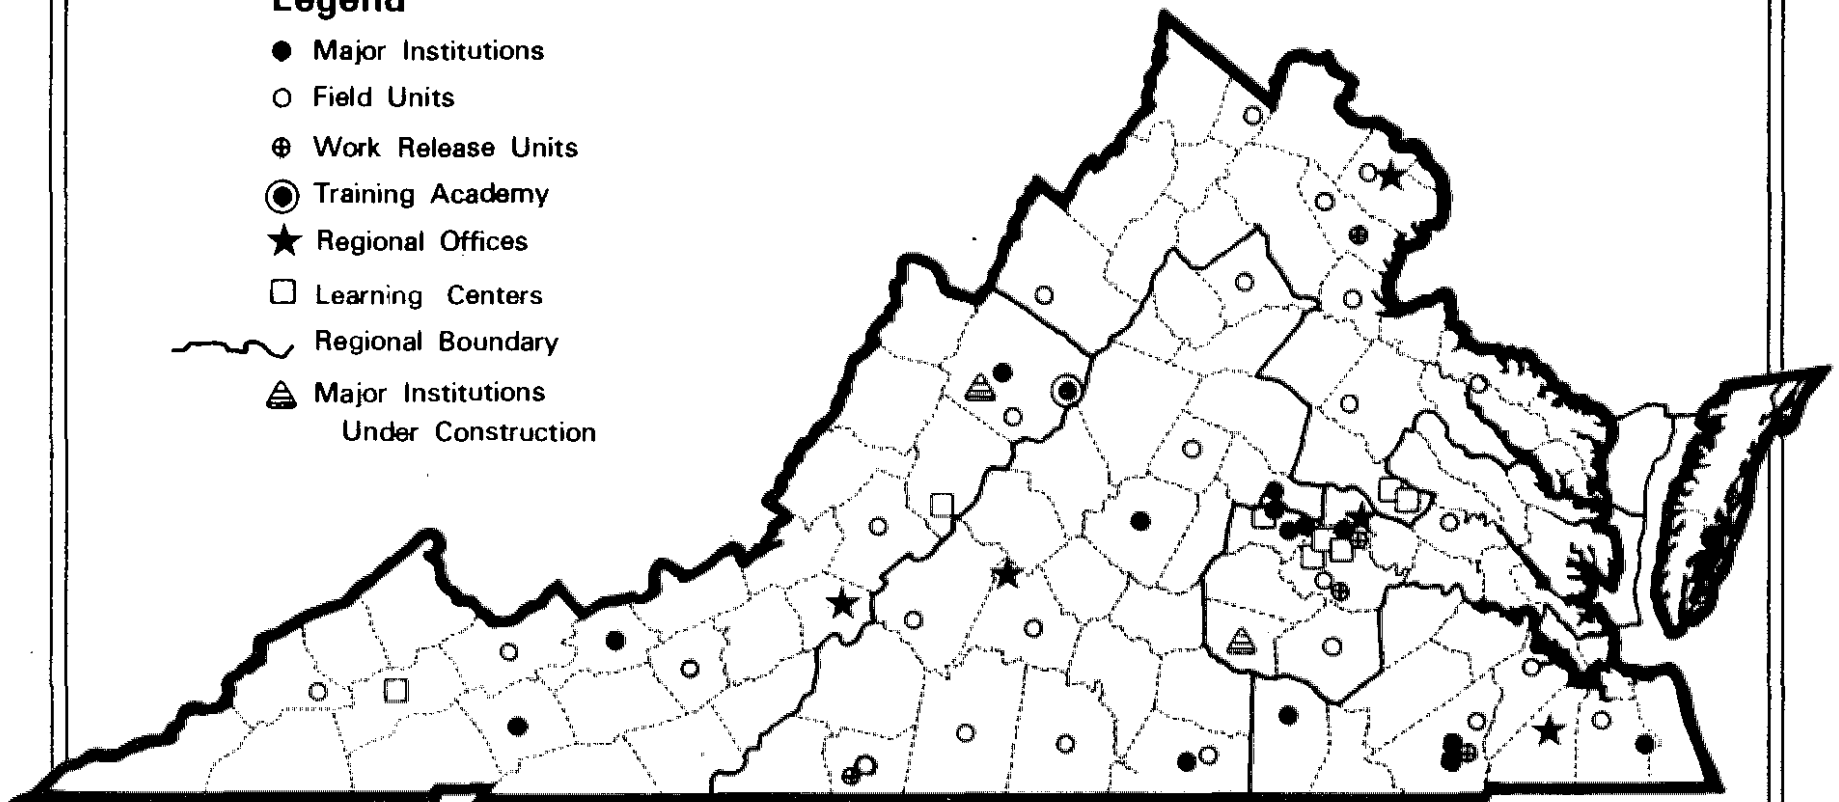 Legend
Major Institutions
Field Units
Work Release Units
Training Academy
Regional Offices
Learning Centers
Regional Boundary
Major Institutions
Under Construction